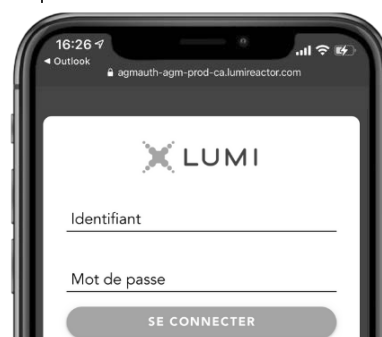 16:26
Outlook
agmauth-agm-prod-ca.lumireactor.com
LUMI
Identifiant
Mot de passe
SE CONNECTER